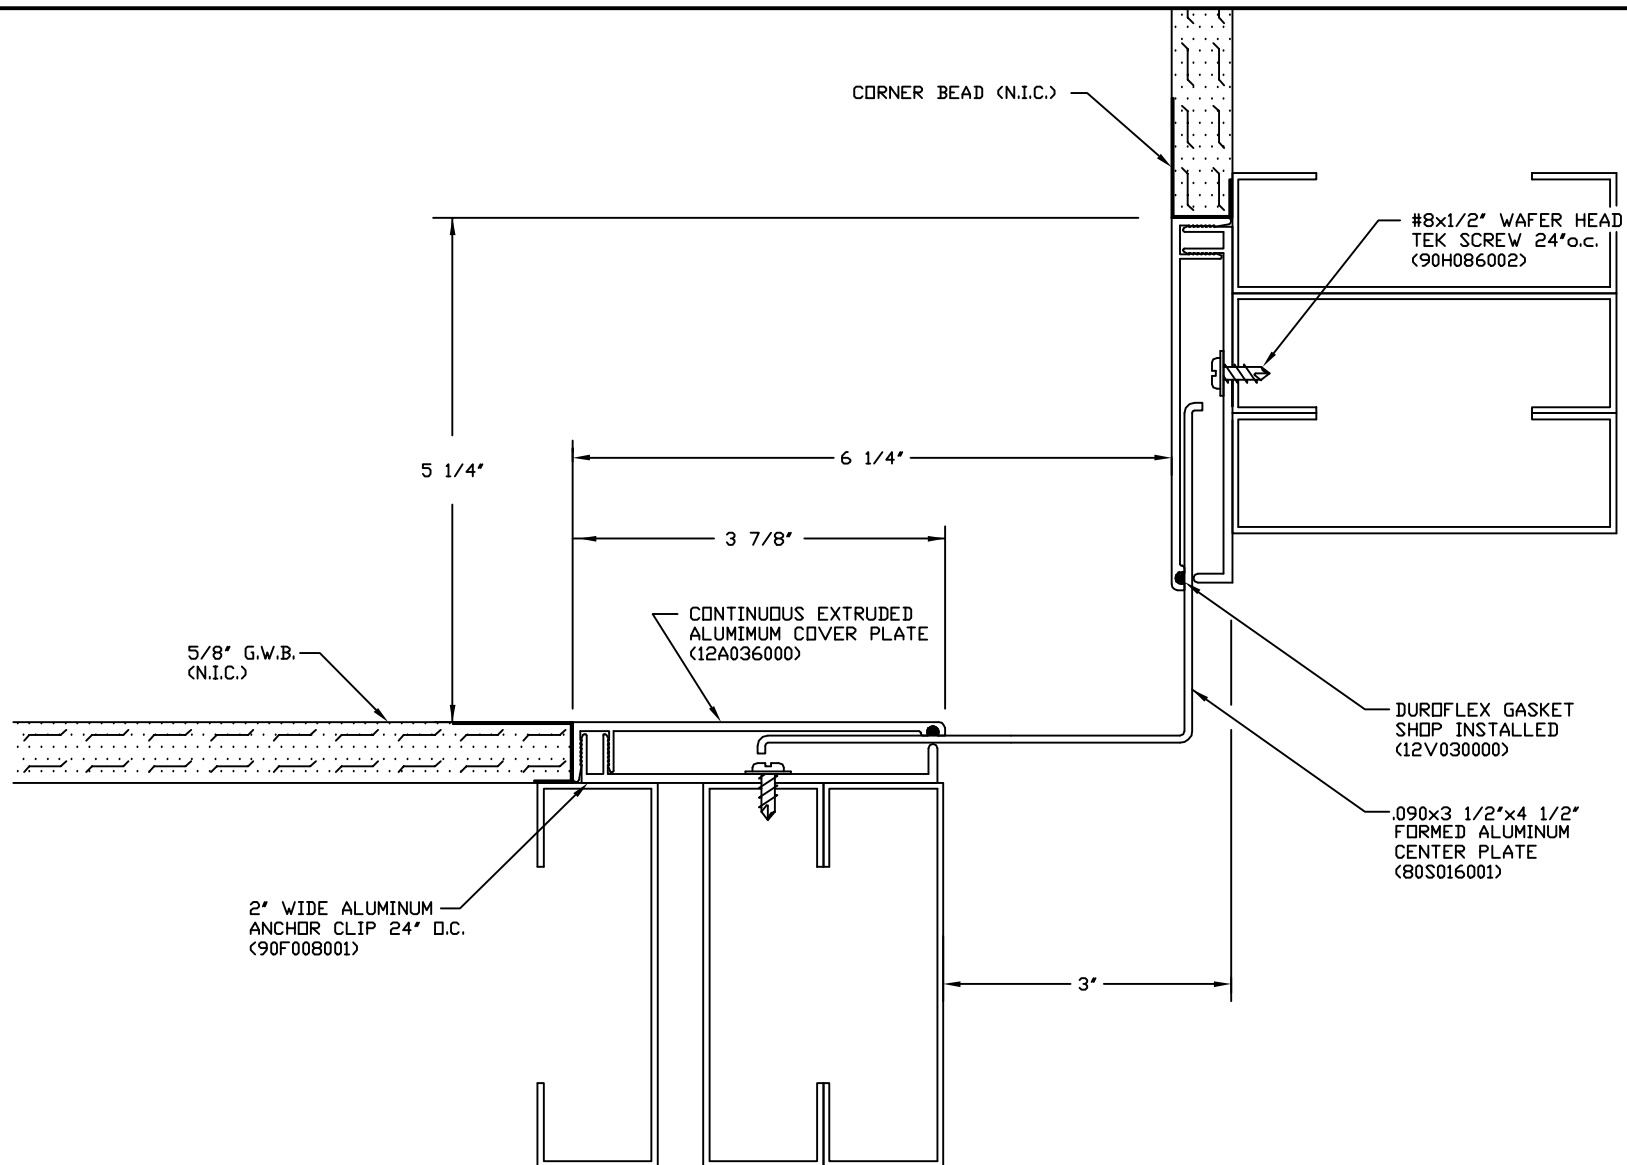 CORNER BEAD (N.I.C.)
#8x1/2" WAFER HEAD
TEK SCREW 24"o.c.
(90H086002)
6 1/4"
5 1/4"
3 7/8"
CONTINUOUS EXTRUDED
ALUMIMUM COVER PLATE
(12A036000)
5/8" G.W.B.
(N.I.C.)
DUROFLEX GASKET
SHOP INSTALLED
(12V030000)
.090x3 1/2"x4 1/2"
FORMED ALUMINUM
CENTER PLATE
(80S016001)
2" WIDE ALUMINUM
ANCHOR CLIP 24" O.C.
(90F008001)
3"